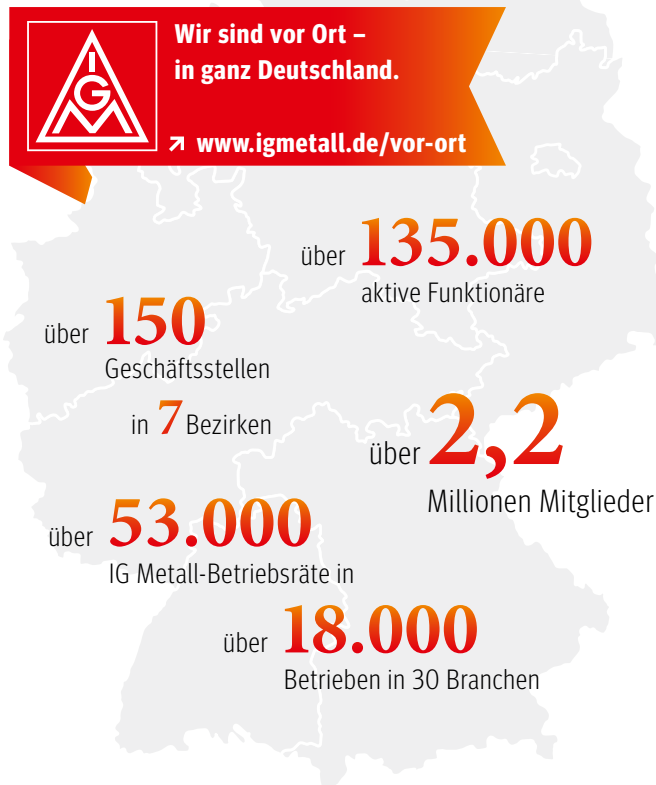 IGM
Wir sind vor Ort –
in ganz Deutschland.
↗ www.igmetall.de/vor-ort
über 135.000
aktive Funktionäre
über 150
Geschäftsstellen
in 7 Bezirken
über 2,2
Millionen Mitglieder
über 53.000
IG Metall-Betriebsräte in
über 18.000
Betrieben in 30 Branchen